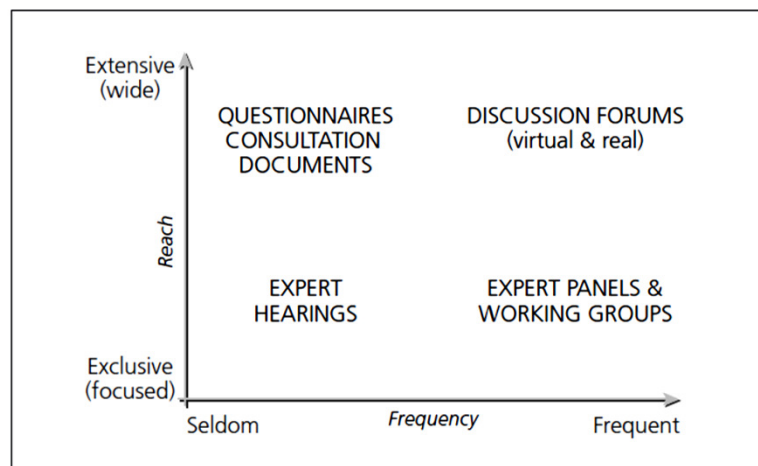 Extensive
(wide)
QUESTIONNAIRES
CONSULTATION
DOCUMENTS
DISCUSSION FORUMS
(virtual & real)
Reach
EXPERT
HEARINGS
EXPERT PANELS &
WORKING GROUPS
Exclusive
(focused)
Seldom
Frequency
Frequent